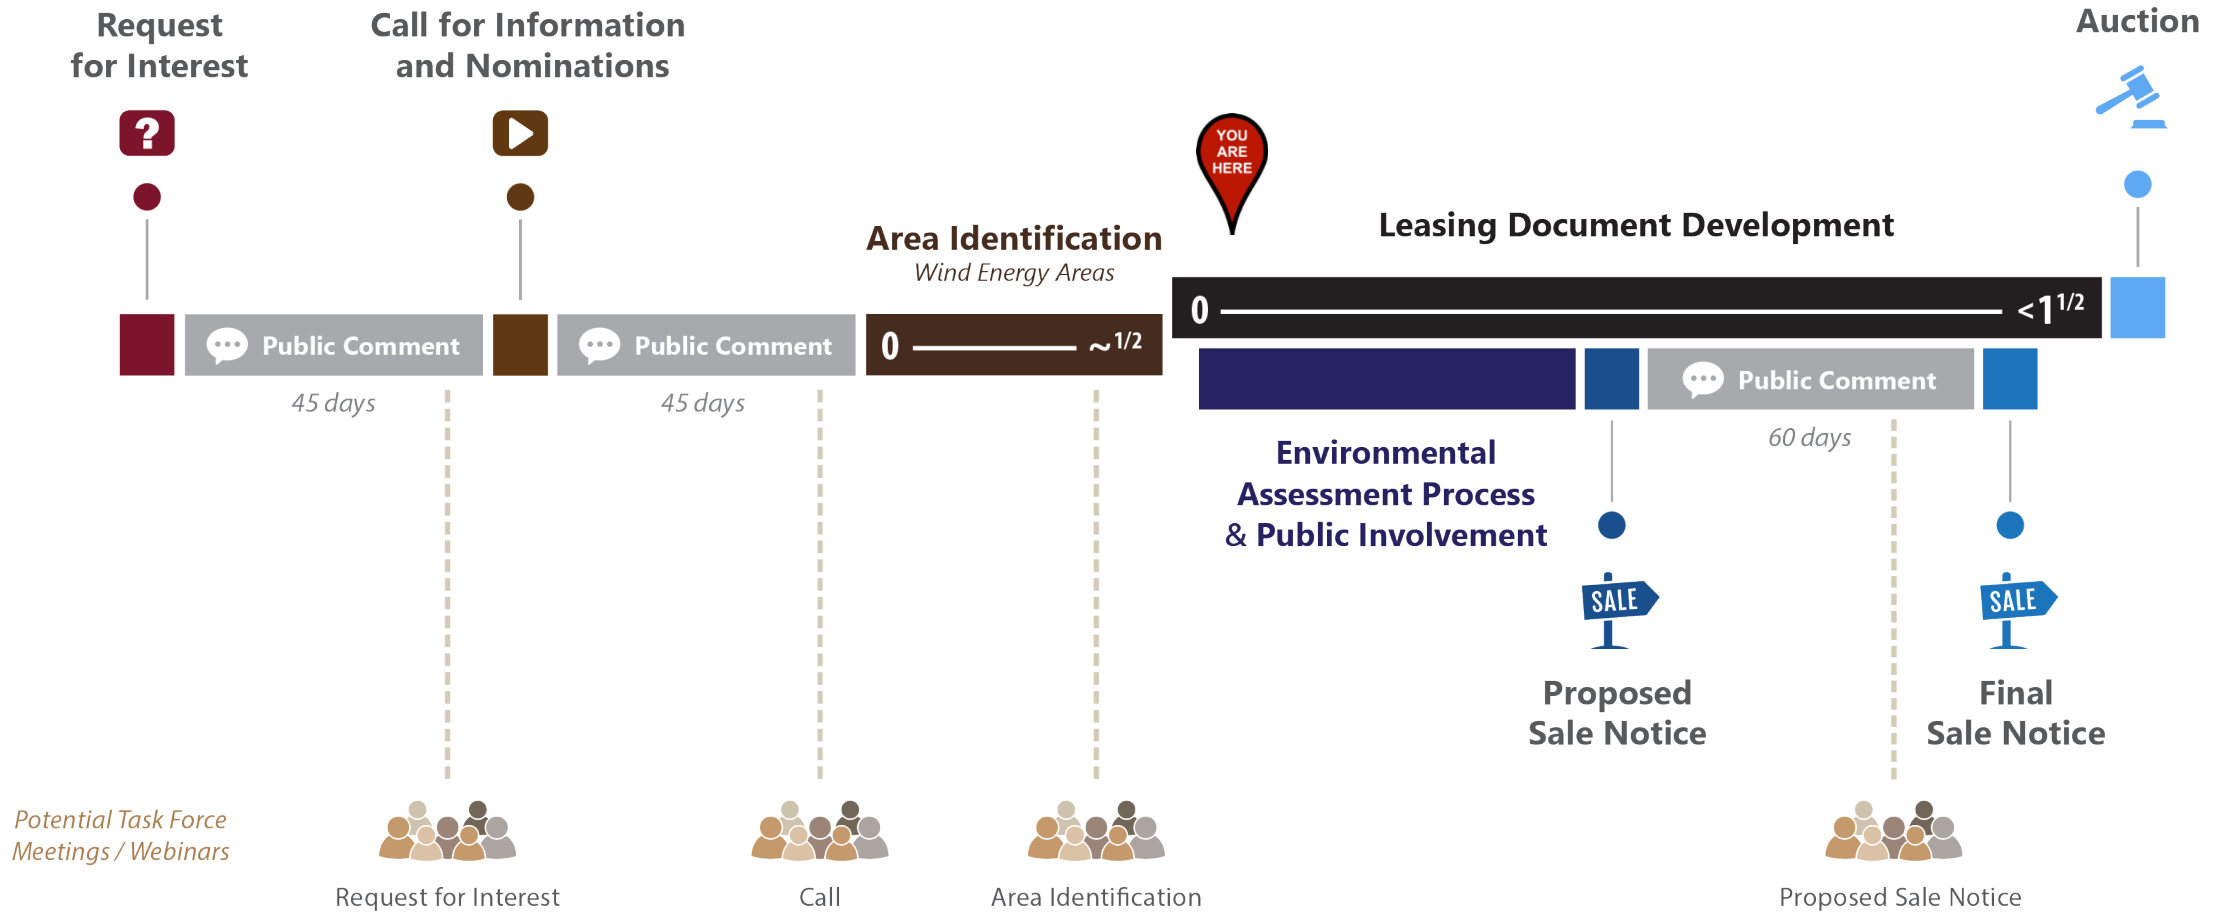 Request
for Interest
?
Call for Information
and Nominations
Auction
YOU
ARE
HERE
Area Identification
Wind Energy Areas
Leasing Document Development
0
<1 1/2
Public Comment
Public Comment
0
~1/2
45 days
45 days
Public Comment
60 days
Environmental
Assessment Process
& Public Involvement
SALE
SALE
Proposed
Sale Notice
Final
Sale Notice
Potential Task Force
Meetings / Webinars
Request for Interest
Call
Area Identification
Proposed Sale Notice